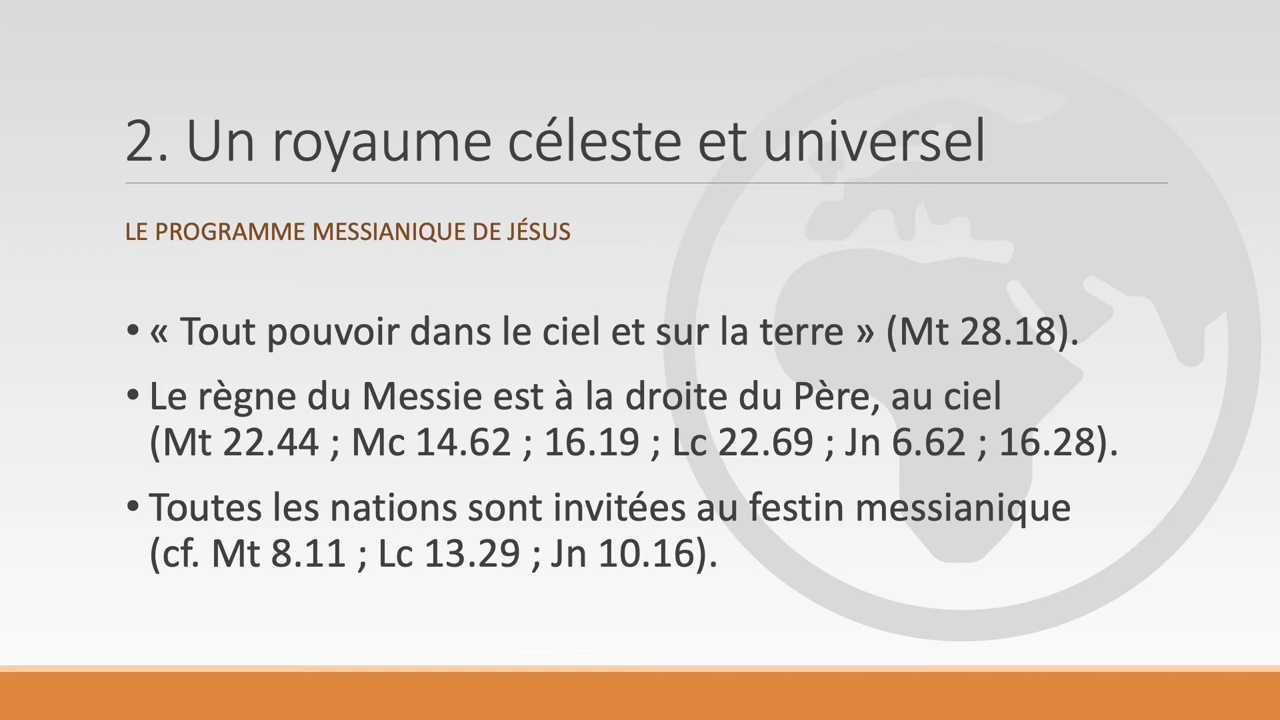 2. Un royaume céleste et universel
LE PROGRAMME MESSIANIQUE DE JÉSUS
• « Tout pouvoir dans le ciel et sur la terre » (Mt 28.18).
• Le règne du Messie est à la droite du Père, au ciel
(Mt 22.44 ; Mc 14.62 ; 16.19 ; Lc 22.69 ; Jn 6.62 ; 16.28).
• Toutes les nations sont invitées au festin messianique
(cf. Mt 8.11 ; Lc 13.29 ; Jn 10.16).